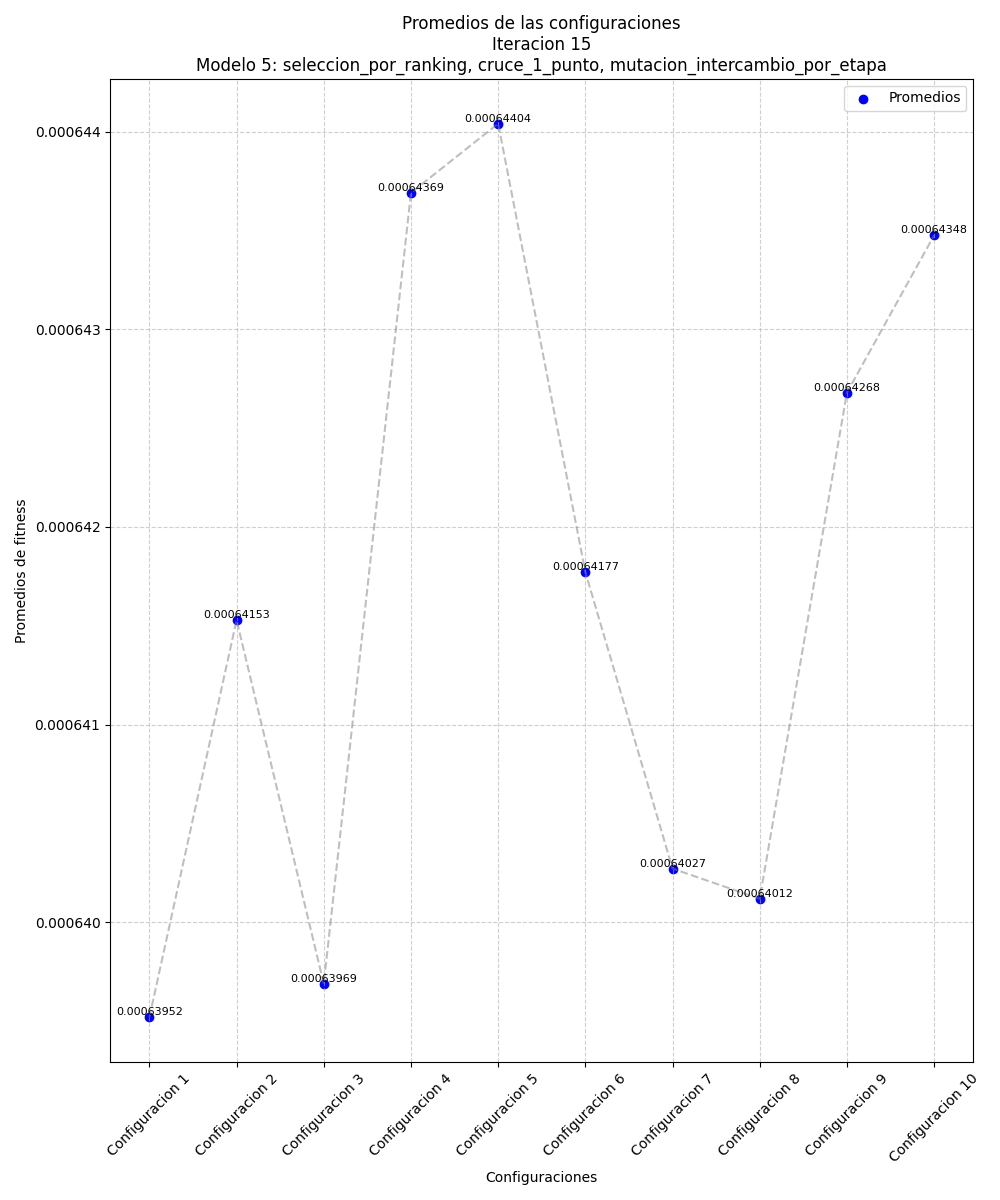 Promedios de las configuraciones
Iteracion 15
Modelo 5: seleccion_por_ranking, cruce_1_punto, mutacion_intercambio_por_etapa
Promedios
0.00064404
0.000644
0.00064369
0.00064348
0.000643
0.00064268
0.000642
0.00064177
0.00064153
Promedios de fitness
0.000641
0.00064027
0.00064012
0.000640
0.00063969
0.00063952
Configuracion 1
Configuracion 2
Configuracion 3
Configuracion 4
Configuracion 5
Configuracion 6
Configuracion 7
Configuracion 8
Configuracion 9
Configuracion 10
Configuraciones